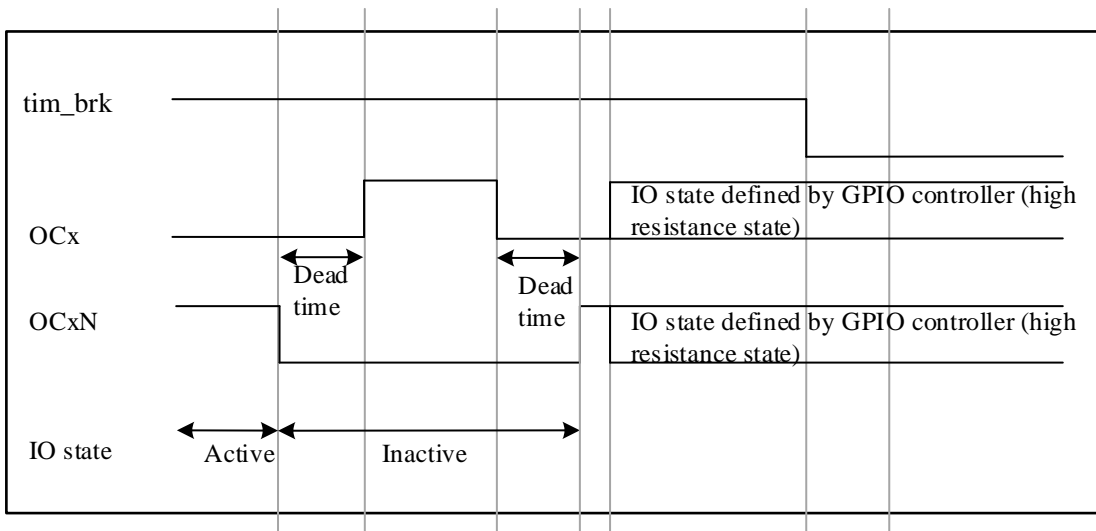 tim_brk
IO state defined by GPIO controller (high
resistance state)
OCx
Dead
time
Dead
time
OCxN
IO state defined by GPIO controller (high
resistance state)
IO state
Active
Inactive